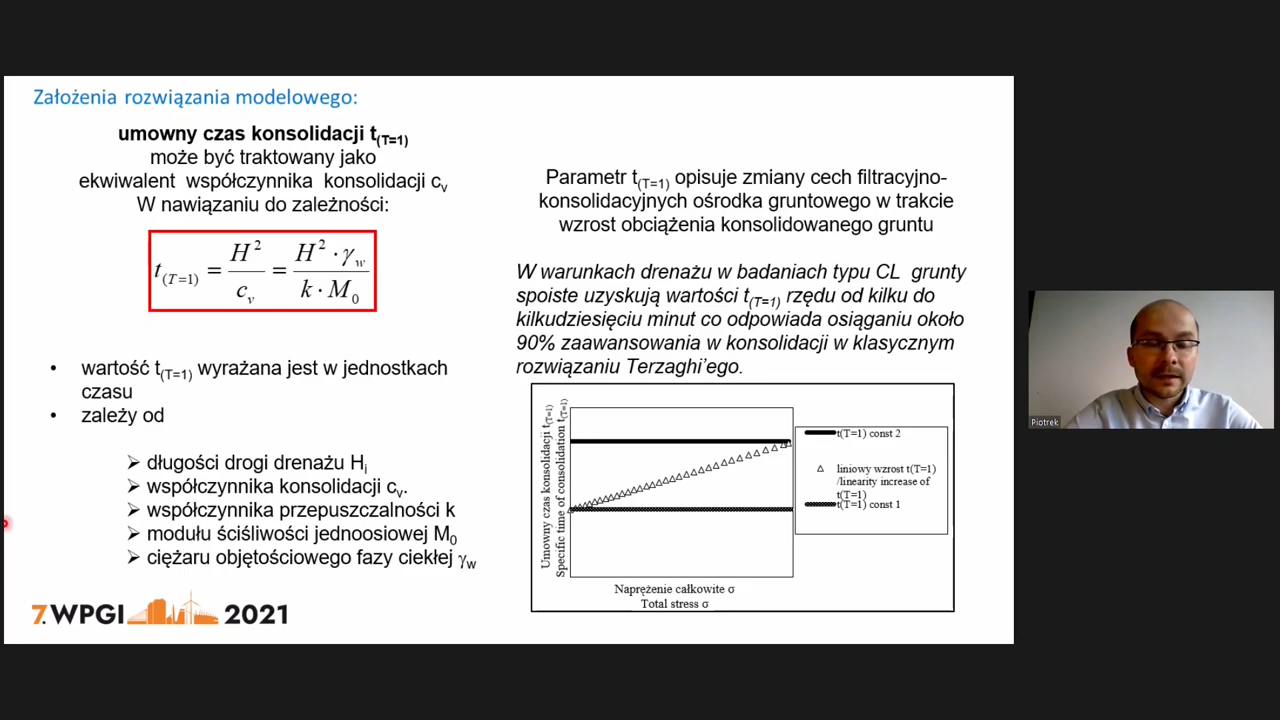 Założenia rozwiązania modelowego:
umowny czas konsolidacji t(T=1)
może być traktowany jako
ekwiwalent współczynnika konsolidacji cv
W nawiązaniu do zależności:
t(T=1) = H² / cv = H² · γw / k · M0
• wartość t(T=1) wyrażana jest w jednostkach
czasu
• zależy od
➢ długości drogi drenażu Hi
➢ współczynnika konsolidacji cv.
➢ współczynnika przepuszczalności k
➢ modułu ściśliwości jednoosiowej M0
➢ ciężaru objętościowego fazy ciekłej γw
7.WPGI 2021
Parametr t(T=1) opisuje zmiany cech filtracyjno-
konsolidacyjnych ośrodka gruntowego w trakcie
wzrost obciążenia konsolidowanego gruntu
W warunkach drenażu w badaniach typu CL grunty
spoiste uzyskują wartości t(T=1) rzędu od kilku do
kilkudziesięciu minut co odpowiada osiąganiu około
90% zaawansowania w konsolidacji w klasycznym
rozwiązaniu Terzaghi’ego.
Umowny czas konsolidacji t(T=1)
Specific time of consolidation t(T=1)
t(T=1) const 2
liniowy wzrost t(T=1)
/linearity increase of
t(T=1)
t(T=1) const 1
Naprężenie całkowite σ
Total stress σ
Piotrek